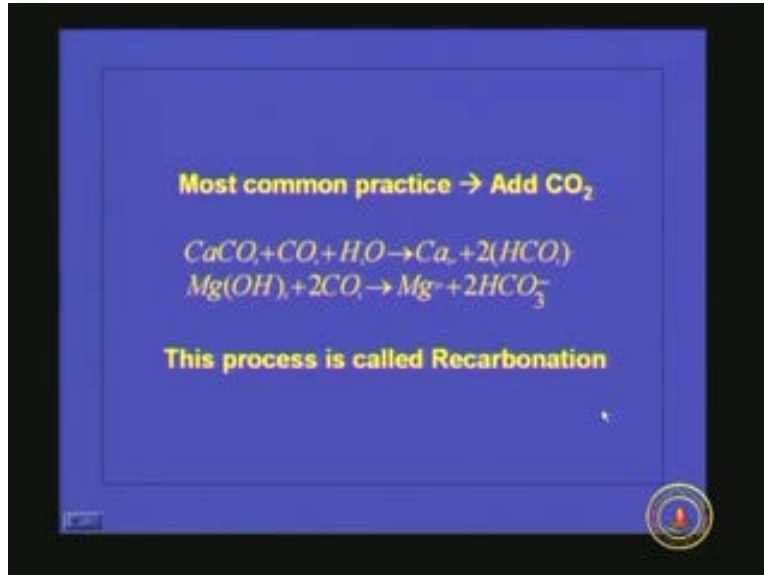 Most common practice → Add CO₂
CaCO₃+CO₂+H₂O→Ca₊₊+2(HCO₃)
Mg(OH)₂+2CO₂→Mg²⁺+2HCO₃⁻
This process is called Recarbonation